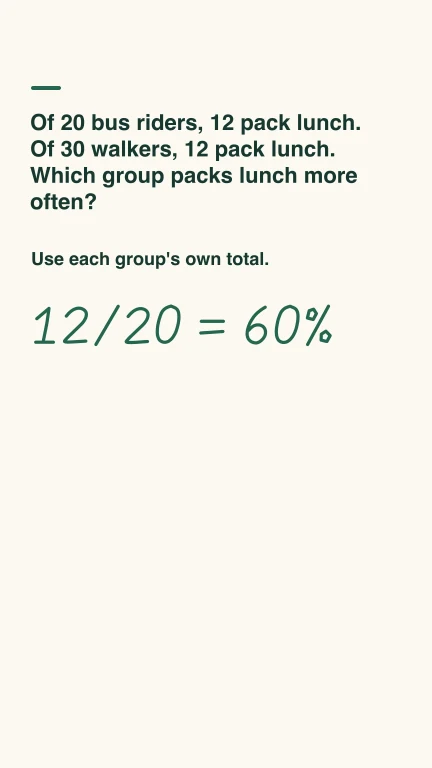 Of 20 bus riders, 12 pack lunch.
Of 30 walkers, 12 pack lunch.
Which group packs lunch more
often?
Use each group's own total.
12/20 = 60%